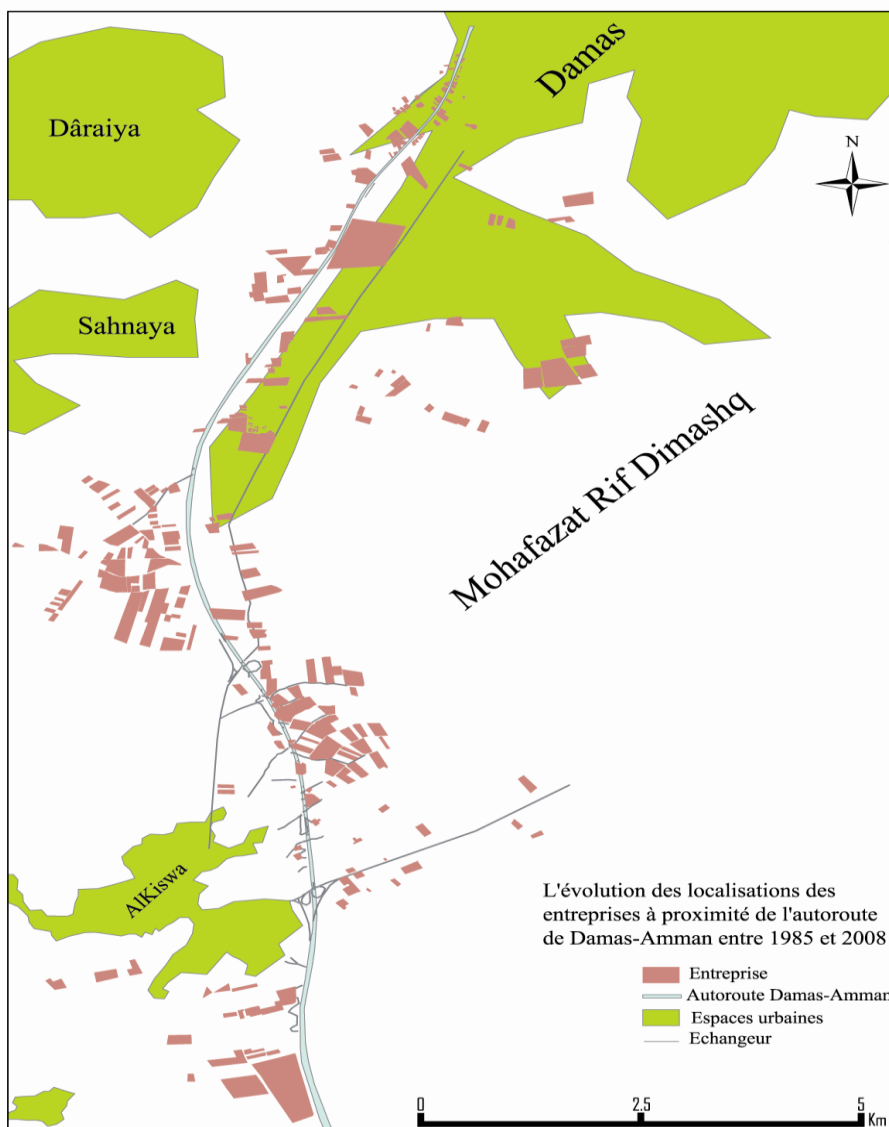 Damas
Dâraiya
N
Sahnaya
Mohafazat Rif Dimashq
AlKiswa
L'évolution des localisations des
entreprises à proximité de l'autoroute
de Damas-Amman entre 1985 et 2008
Entreprise
Autoroute Damas-Amman
Espaces urbaines
Echangeur
0 2.5 5
Km